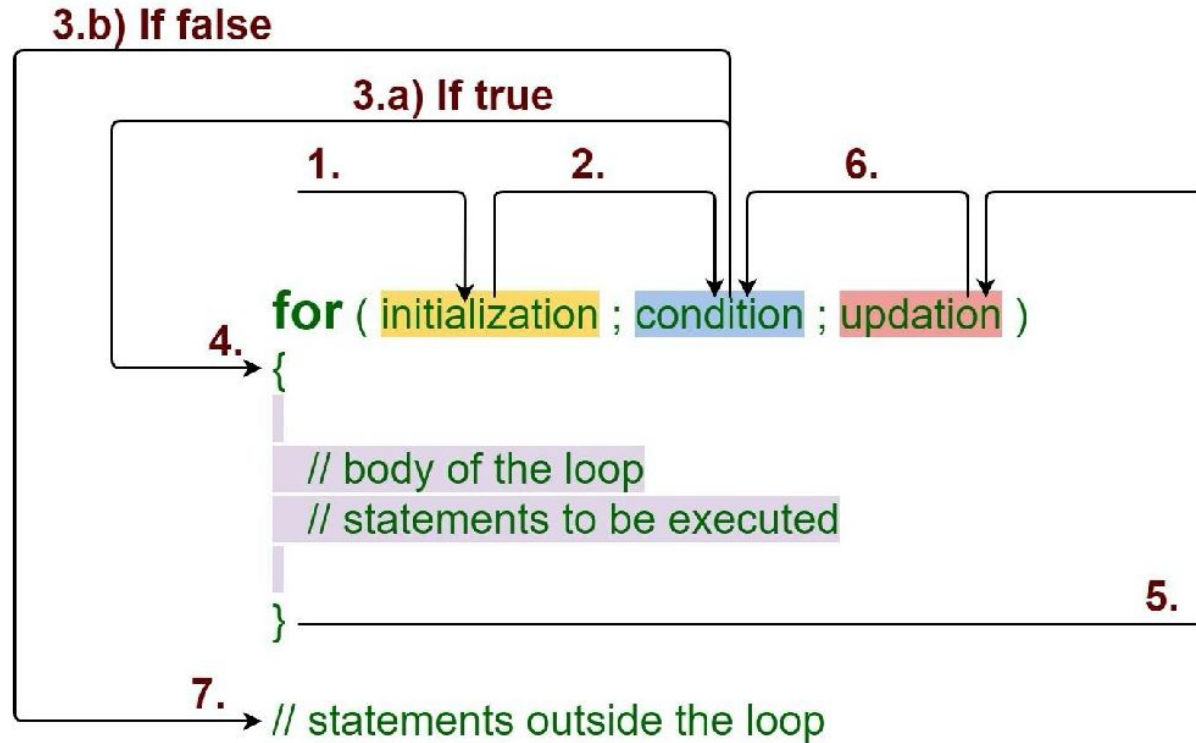 3.b) If false
3.a) If true
1. 2. 6.
for ( initialization ; condition ; updation )
4.
{
// body of the loop
// statements to be executed
5.
}
7.
// statements outside the loop